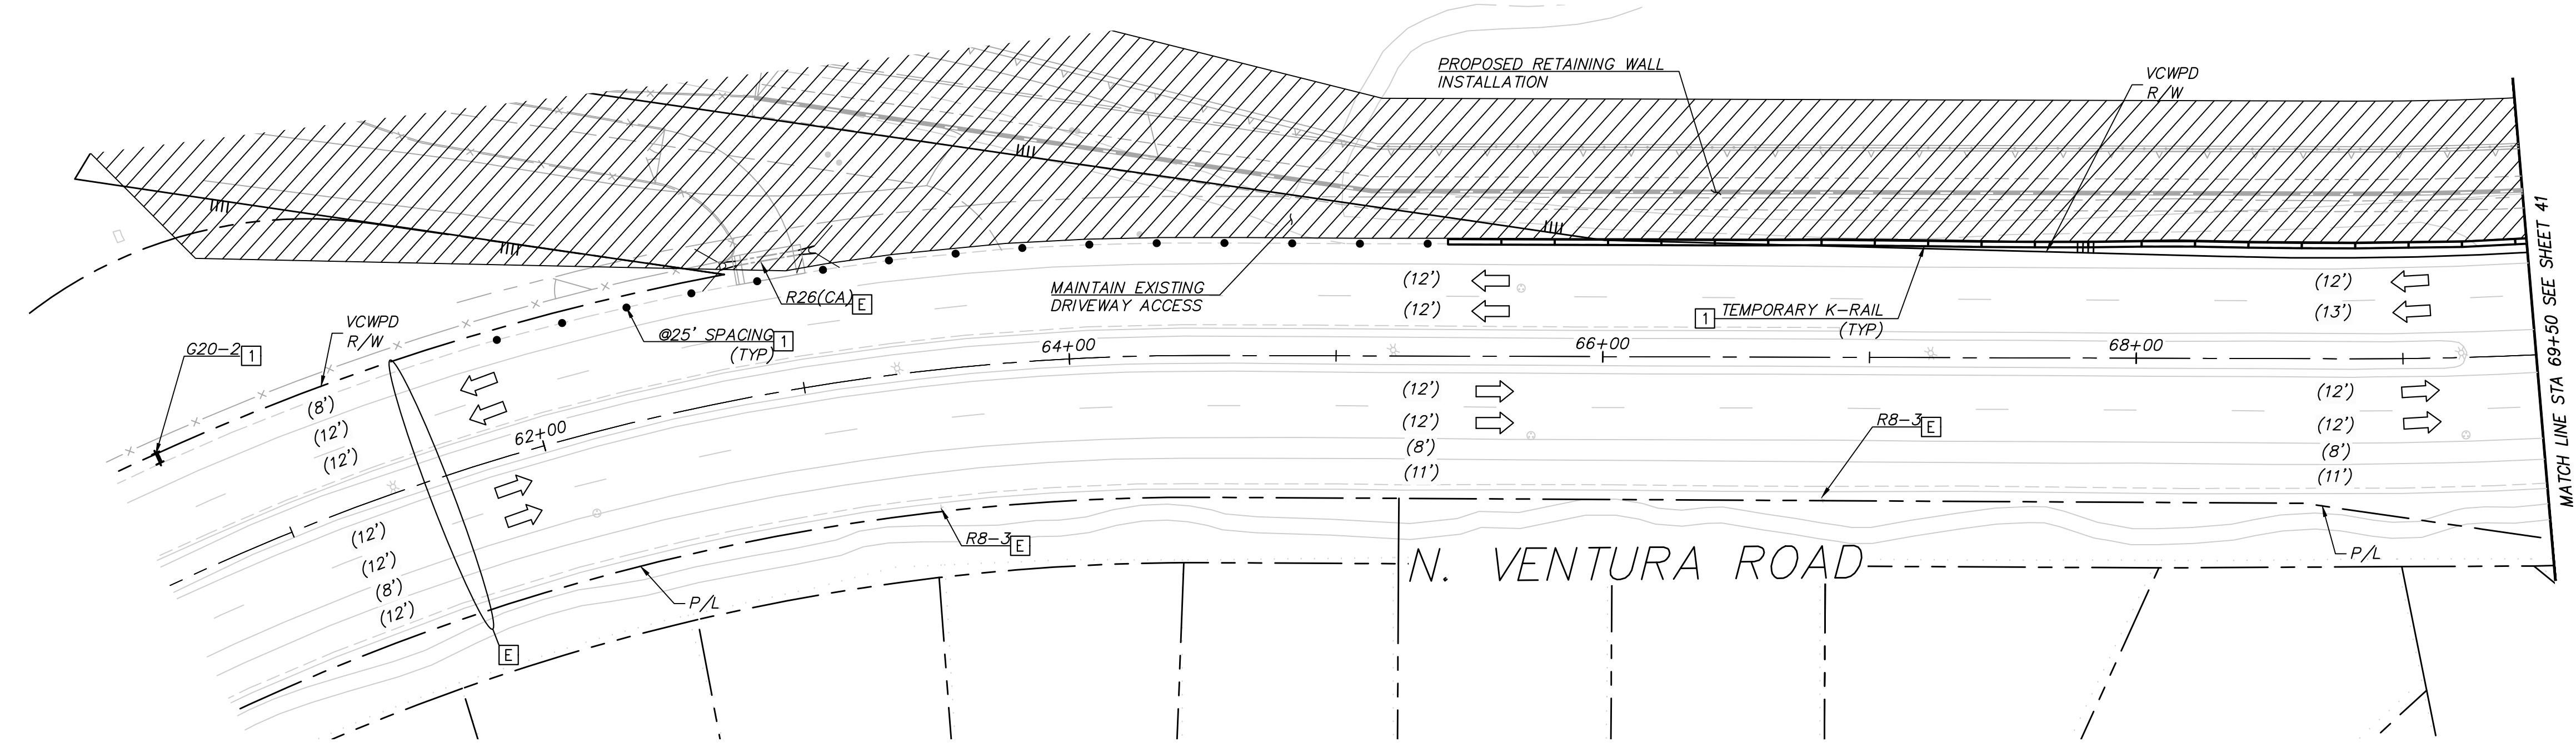 PROPOSED RETAINING WALL
INSTALLATION
VCWPD
R/W
MATCH LINE STA 69+50 SEE SHEET 41
R26(CA) E
MAINTAIN EXISTING
DRIVEWAY ACCESS
(12')
(12')
1 TEMPORARY K-RAIL
(TYP)
(12')
(13')
VCWPD
R/W
@25' SPACING 1
(TYP)
G20-2 1
62+00
64+00
66+00
68+00
(8')
(12')
(12')
(12')
(12')
(8')
(11')
R8-3 E
(12')
(12')
(8')
(11')
(12')
(12')
(8')
(12')
R8-3 E
P/L
P/L
E
N. VENTURA ROAD